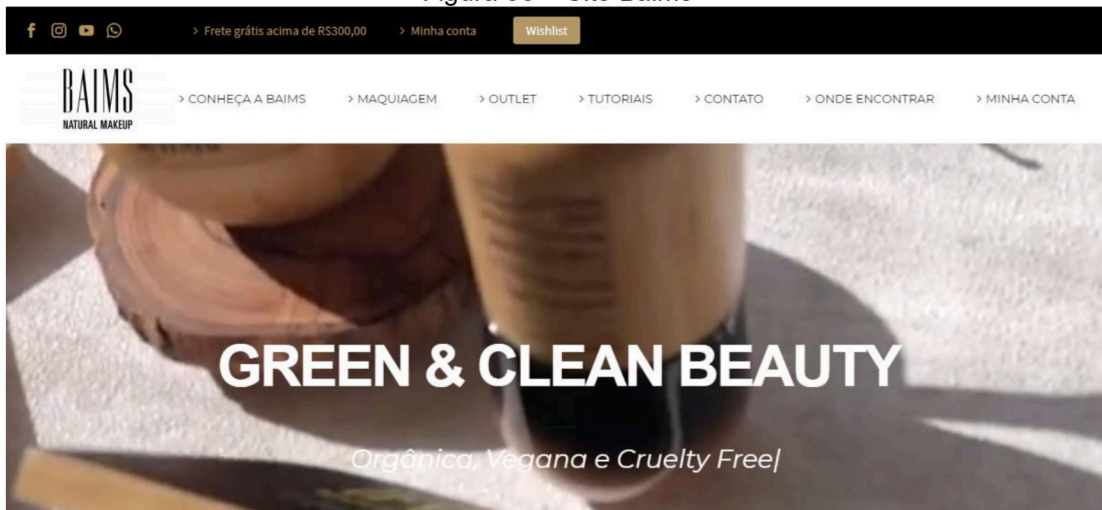 > Frete grátis acima de R$300,00 > Minha conta Wishlist
BAIMS
NATURAL MAKEUP
> CONHEÇA A BAIMS > MAQUIAGEM > OUTLET > TUTORIAIS > CONTATO > ONDE ENCONTRAR > MINHA CONTA
GREEN & CLEAN BEAUTY
Orgânica, Vegana e Cruelty Free|